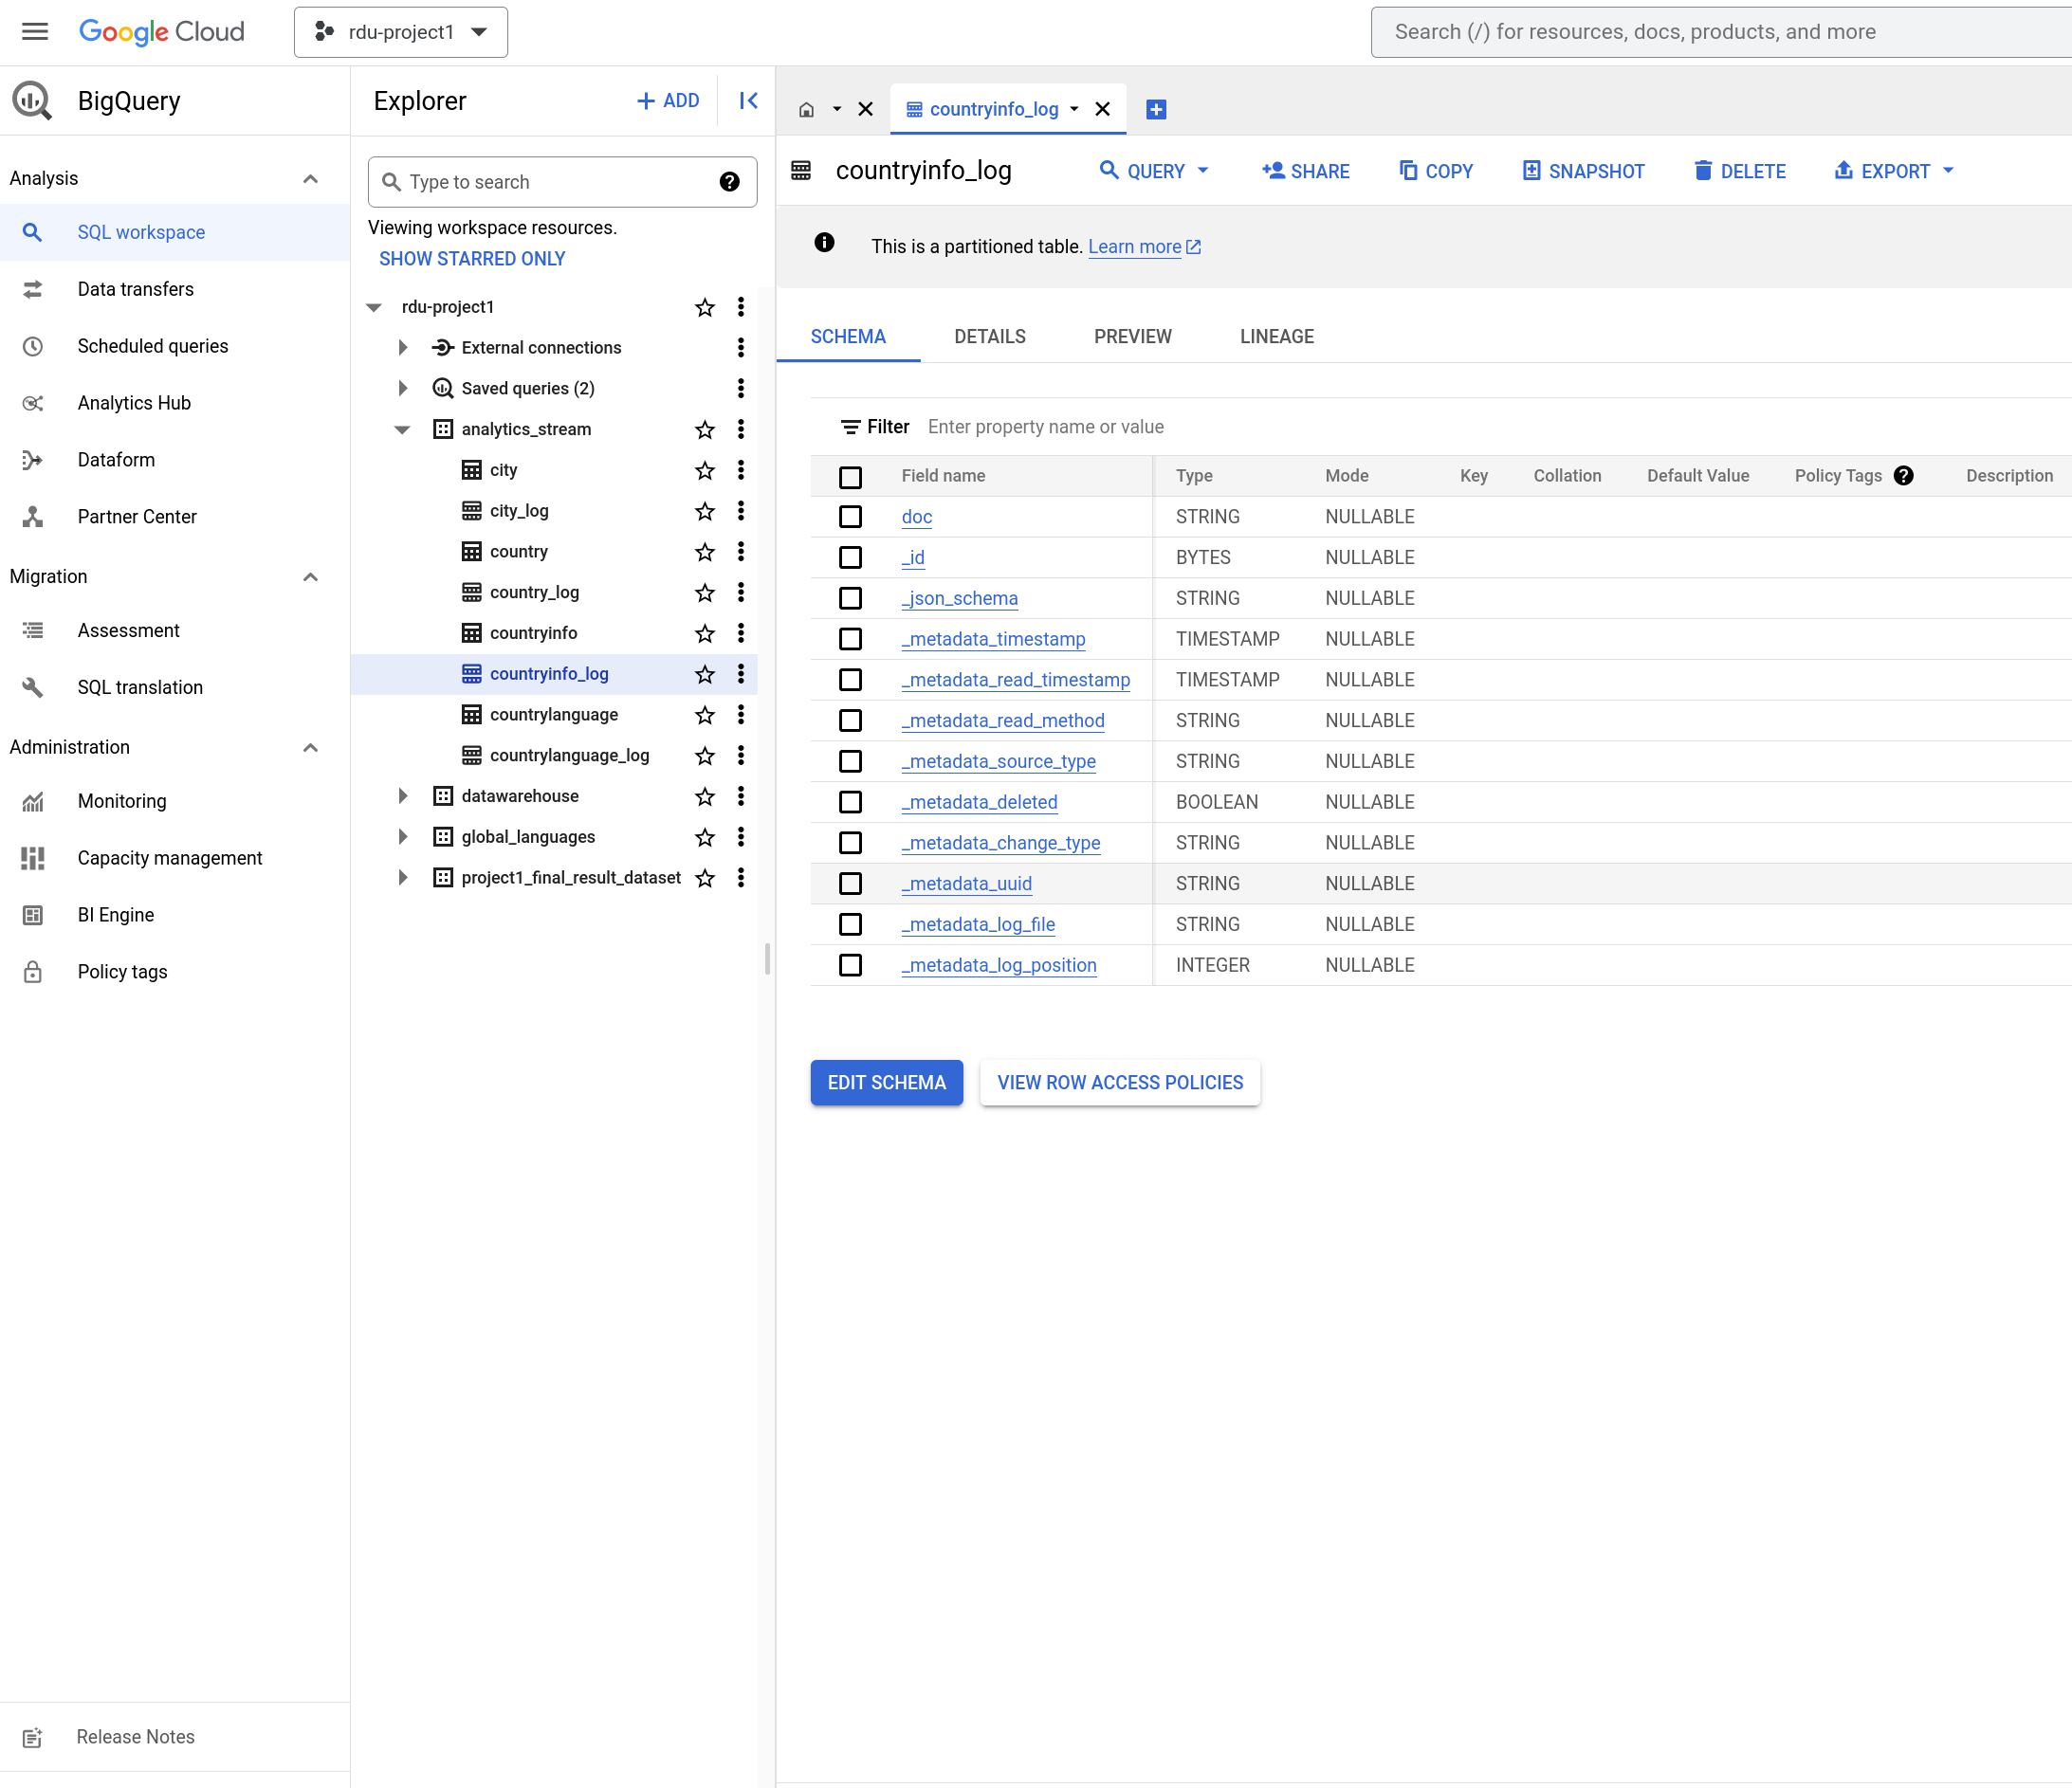 Google Cloud
rdu-project1
Search (/) for resources, docs, products, and more
BigQuery
Analysis
SQL workspace
Data transfers
Scheduled queries
Analytics Hub
Dataform
Partner Center
Migration
Assessment
SQL translation
Administration
Monitoring
Capacity management
BI Engine
Policy tags
Release Notes
Explorer
+ ADD
Type to search
Viewing workspace resources.
SHOW STARRED ONLY
rdu-project1
External connections
Saved queries (2)
analytics_stream
city
city_log
country
country_log
countryinfo
countryinfo_log
countrylanguage
countrylanguage_log
datawarehouse
global_languages
project1_final_result_dataset
countryinfo_log
countryinfo_log
QUERY SHARE COPY SNAPSHOT DELETE EXPORT
This is a partitioned table. Learn more
SCHEMA DETAILS PREVIEW LINEAGE
Filter Enter property name or value
Field name Type Mode Key Collation Default Value Policy Tags Description
doc STRING NULLABLE
_id BYTES NULLABLE
_json_schema STRING NULLABLE
_metadata_timestamp TIMESTAMP NULLABLE
_metadata_read_timestamp TIMESTAMP NULLABLE
_metadata_read_method STRING NULLABLE
_metadata_source_type STRING NULLABLE
_metadata_deleted BOOLEAN NULLABLE
_metadata_change_type STRING NULLABLE
_metadata_uuid STRING NULLABLE
_metadata_log_file STRING NULLABLE
_metadata_log_position INTEGER NULLABLE
EDIT SCHEMA VIEW ROW ACCESS POLICIES